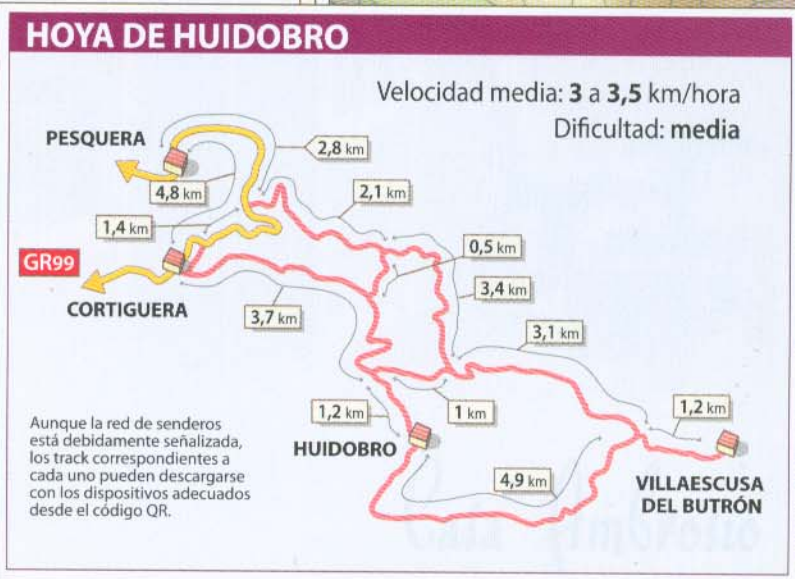 HOYA DE HUIDOBRO
Velocidad media: 3 a 3,5 km/hora
Dificultad: media
PESQUERA
2,8 km
4,8 km
2,1 km
1,4 km
0,5 km
GR99
3,4 km
CORTIGUERA
3,7 km
3,1 km
1,2 km
1 km
1,2 km
HUIDOBRO
Aunque la red de senderos
está debidamente señalizada,
los track correspondientes a
cada uno pueden descargarse
con los dispositivos adecuados
desde el código QR.
4,9 km
VILLAESCUSA
DEL BUTRÓN